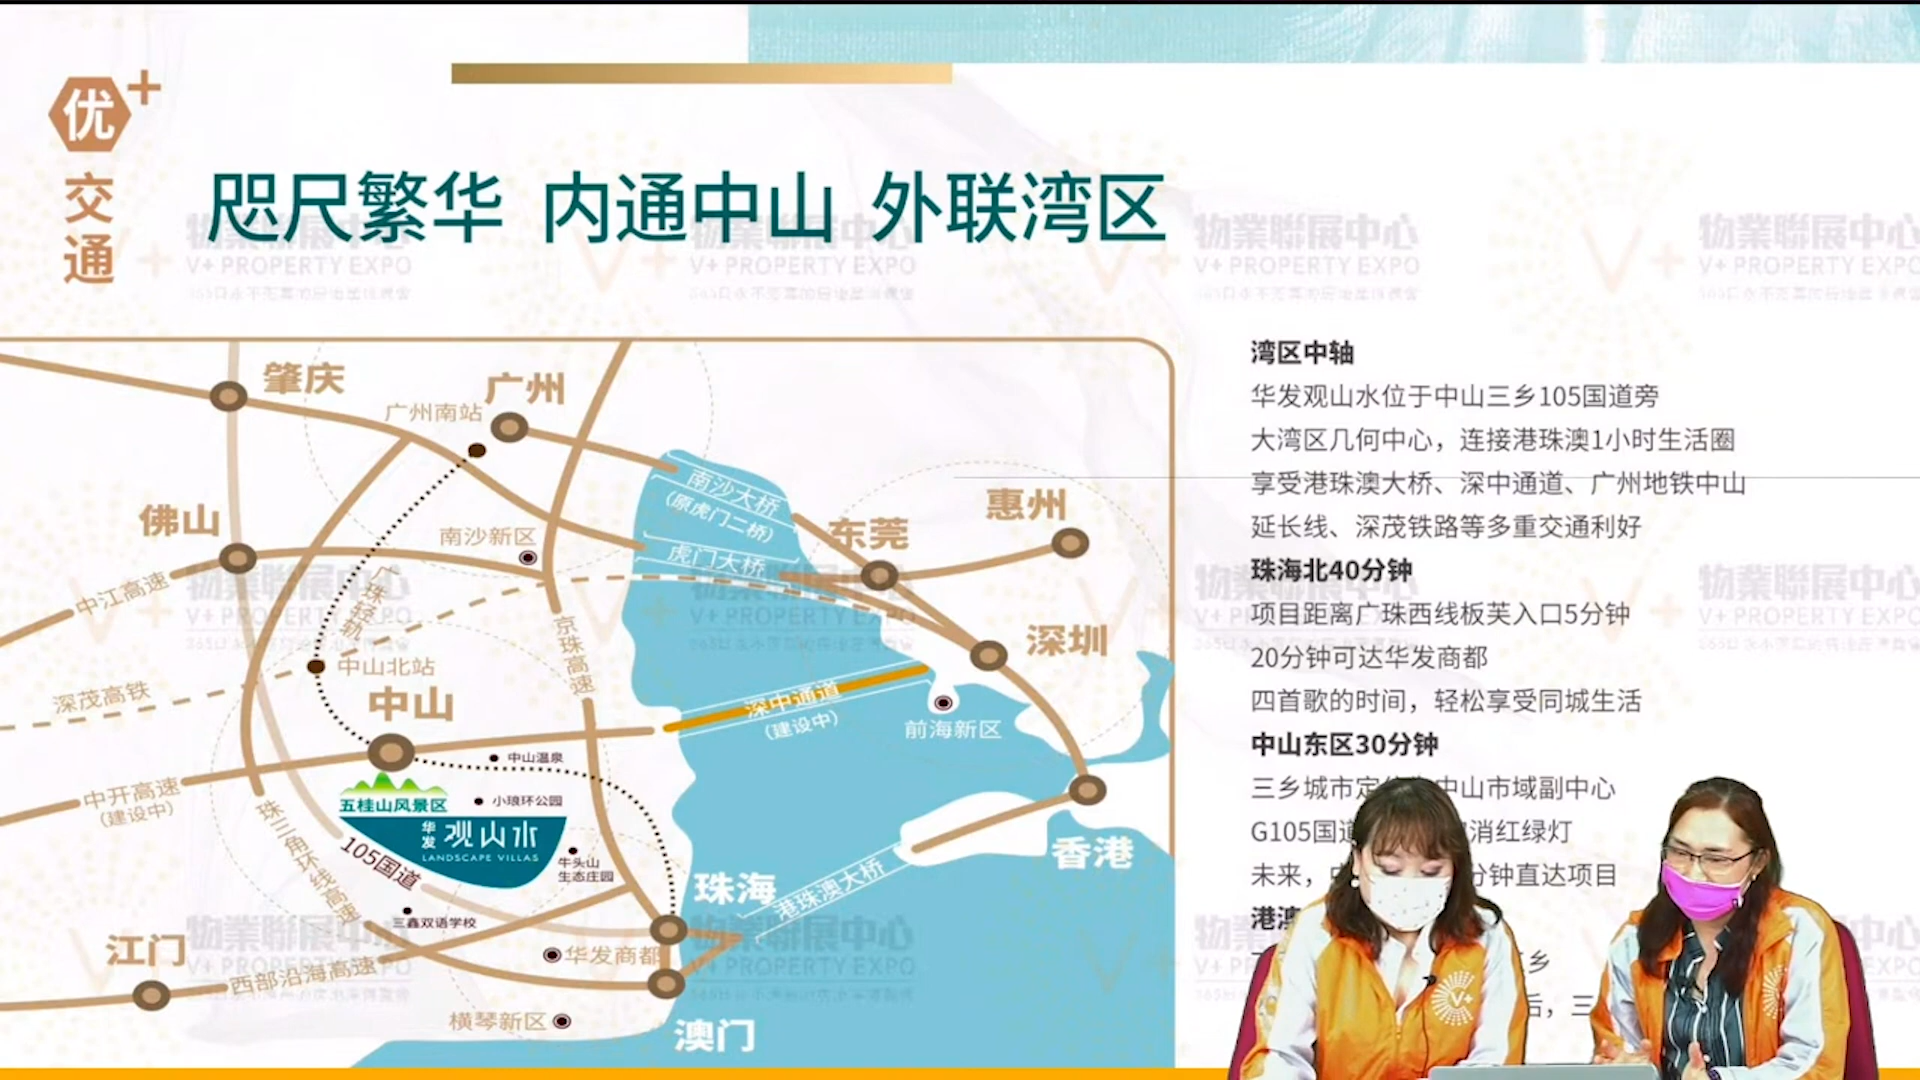 优+
交通
咫尺繁华 内通中山 外联湾区
物業聯展中心
V+ PROPERTY EXPO
湾区中轴
华发观山水位于中山三乡105国道旁
大湾区几何中心，连接港珠澳1小时生活圈
享受港珠澳大桥、深中通道、广州地铁中山
延长线、深茂铁路等多重交通利好
珠海北40分钟
项目距离广珠西线板芙入口5分钟
20分钟可达华发商都
四首歌的时间，轻松享受同城生活
中山东区30分钟
三乡城市定
中山市域副中心
G105国道
消红绿灯
未来，
分钟直达项目
港澳
乡
后，三
肇庆
广州
广州南站
佛山
南沙新区
南沙大桥
（原虎门二桥）
虎门大桥
东莞
惠州
中江高速
广珠轻轨
京珠高速
深圳
中山北站
深茂高铁
中山
深中通道
（建设中）
前海新区
中开高速
（建设中）
中山温泉
五桂山风景区
小琅环公园
华发 观山水
LANDSCAPE VILLAS
牛头山
生态庄园
105国道
珠三角环线高速
三鑫双语学校
香港
珠海
港珠澳大桥
江门
西部沿海高速
华发商都
横琴新区
澳门